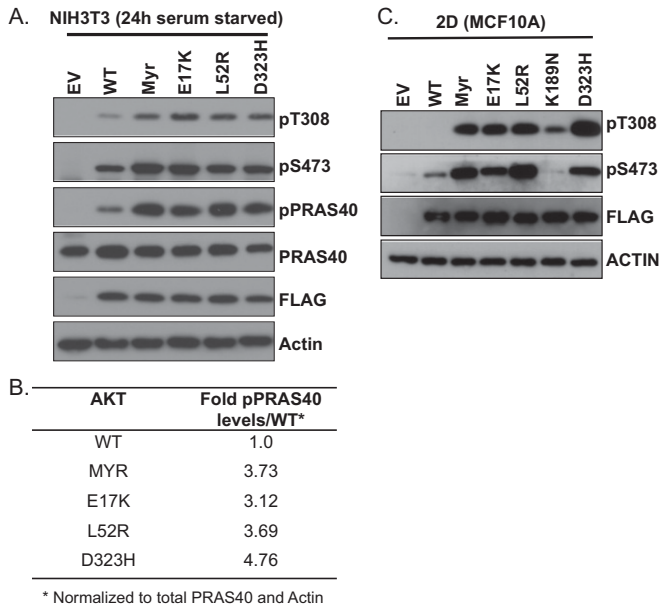 A.
NIH3T3 (24h serum starved)
EV
WT
Myr
E17K
L52R
D323H
pT308
pS473
pPRAS40
PRAS40
FLAG
Actin
B.
AKT Fold pPRAS40
levels/WT*
WT 1.0
MYR 3.73
E17K 3.12
L52R 3.69
D323H 4.76
* Normalized to total PRAS40 and Actin
C.
2D (MCF10A)
EV
WT
Myr
E17K
L52R
K189N
D323H
pT308
pS473
FLAG
ACTIN